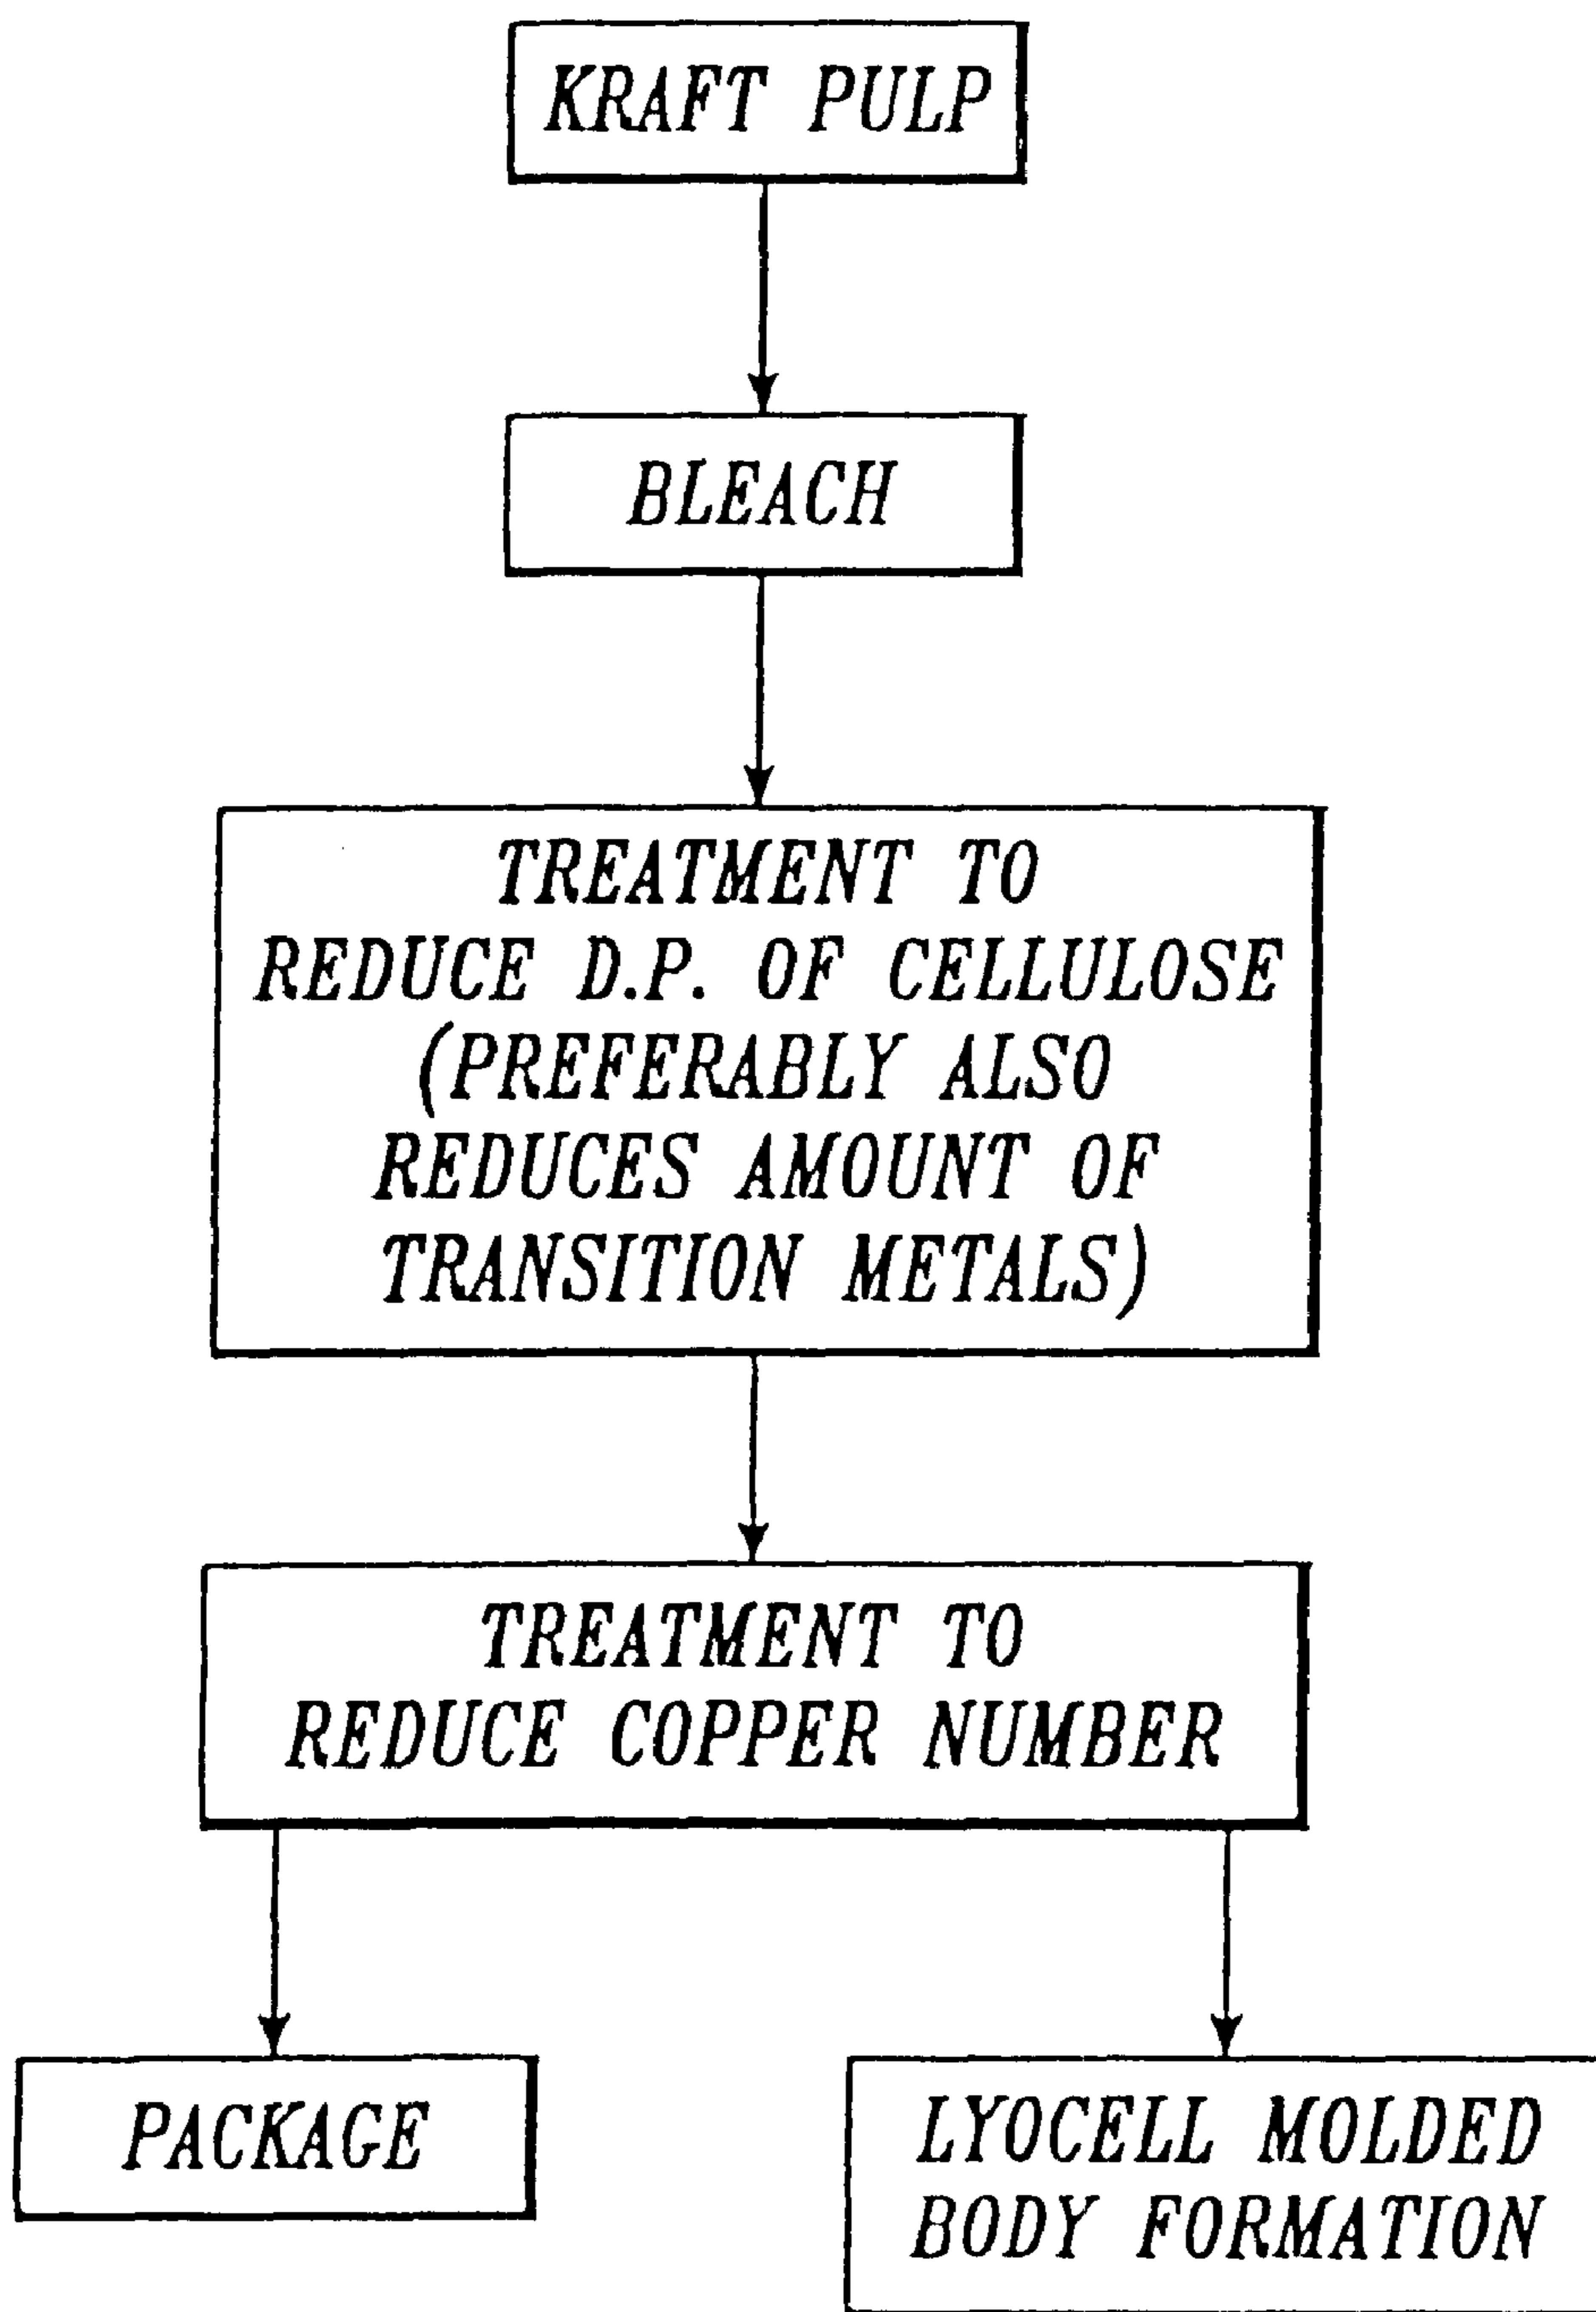 KRAFT PULP
BLEACH
TREATMENT TO
REDUCE D.P. OF CELLULOSE
(PREFERABLY ALSO
REDUCES AMOUNT OF
TRANSITION METALS)
TREATMENT TO
REDUCE COPPER NUMBER
PACKAGE
LYOCELL MOLDED
BODY FORMATION